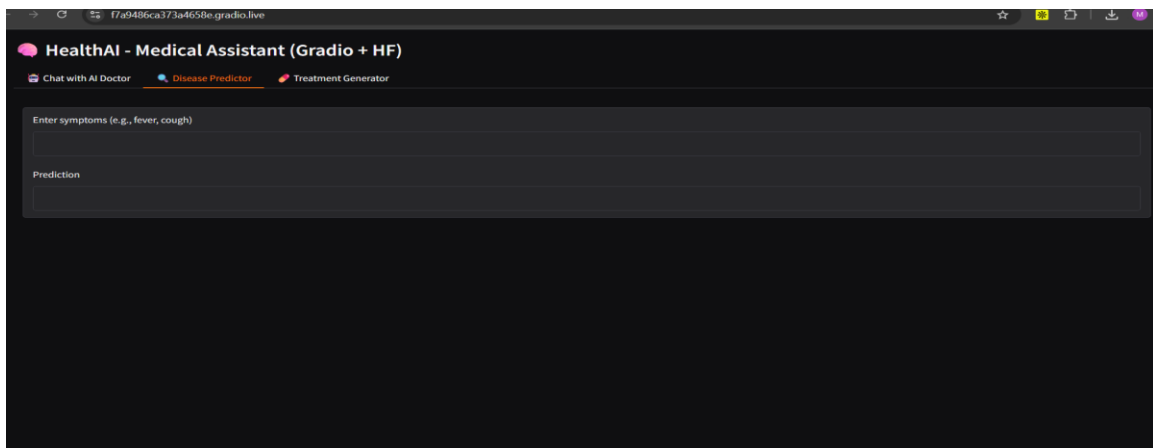 f7a9486ca373a4658e.gradio.live
M
🧠 HealthAI - Medical Assistant (Gradio + HF)
Chat with AI Doctor 🔍 Disease Predictor 💊 Treatment Generator
Enter symptoms (e.g., fever, cough)
Prediction